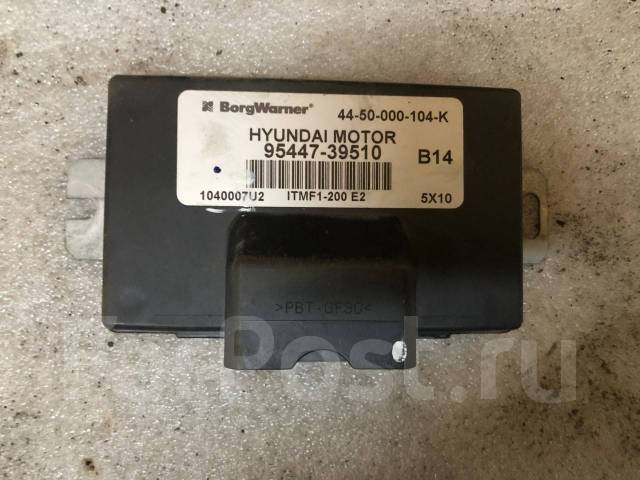 BorgWarner® 44-50-000-104-K
HYUNDAI MOTOR
95447-39510 B14
1040007U2 ITMF1-200 E2 5X10
>PBT-GF30<
FarPost.ru